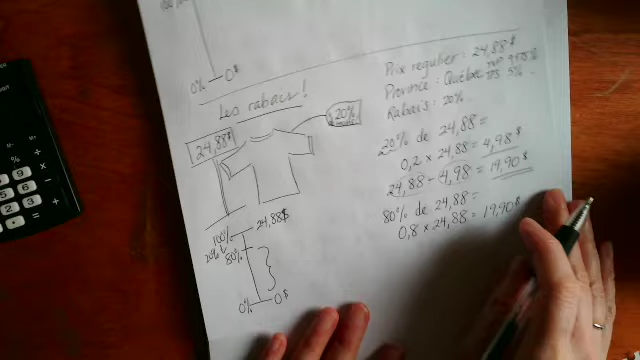 0% 0$
Les rabais !
20%
24,88$
100% 24,88$
20%
80%
0% 0$
Prix régulier : 24,88$
Province : Québec TVP 9,975%
TPS 5%
Rabais : 20%
20% de 24,88 =
0,2 x 24,88 = 4,98$
24,88 - 4,98 = 19,90$
80% de 24,88 =
0,8 x 24,88 = 19,90$